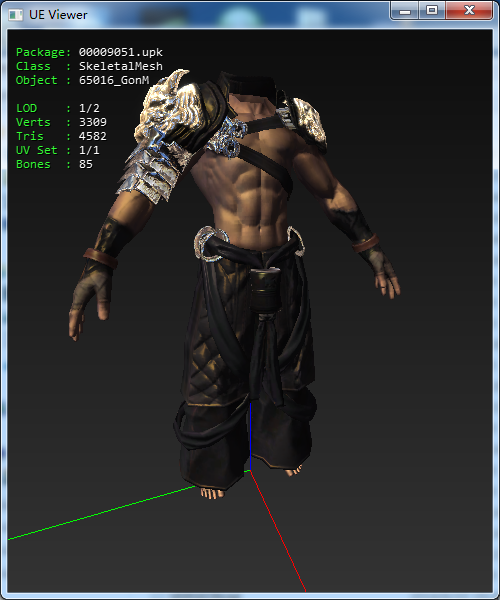 UE Viewer
Package: 00009051.upk
Class : SkeletalMesh
Object : 65016_GonM
LOD : 1/2
Verts : 3309
Tris : 4582
UV Set : 1/1
Bones : 85